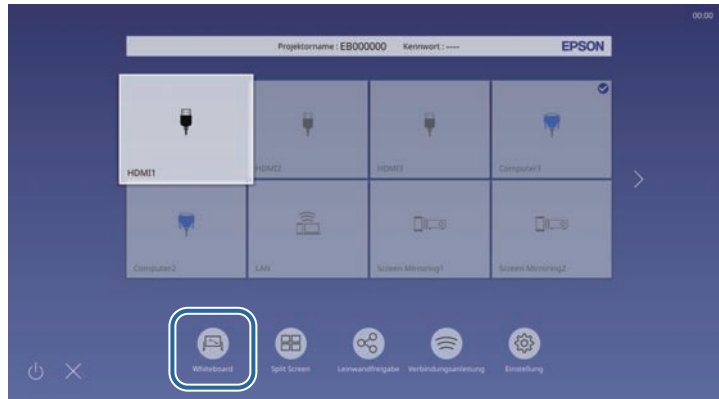 00:00
Projektorname : EB000000 Kennwort : ---- EPSON
HDMI1 HDMI2 HDMI3 Computer1
Computer2 LAN Screen Mirroring1 Screen Mirroring2
Whiteboard Split Screen Leinwandfreigabe Verbindungsanleitung Einstellung